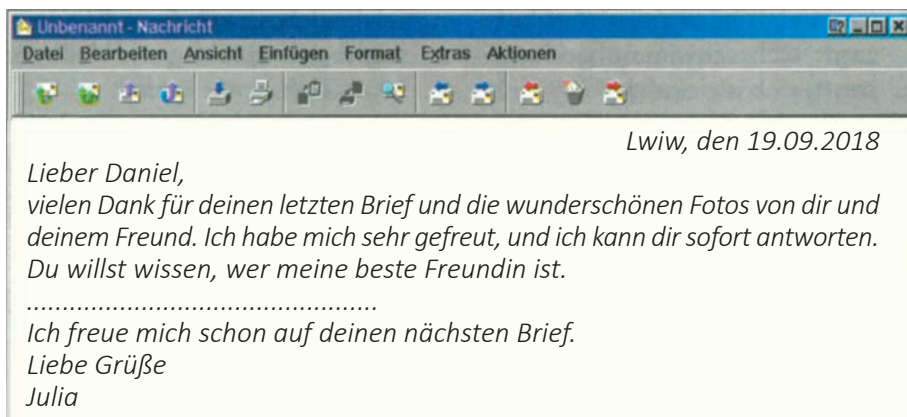 Unbenannt - Nachricht
Datei Bearbeiten Ansicht Einfügen Format Extras Aktionen
Lwiw, den 19.09.2018
Lieber Daniel,
vielen Dank für deinen letzten Brief und die wunderschönen Fotos von dir und
deinem Freund. Ich habe mich sehr gefreut, und ich kann dir sofort antworten.
Du willst wissen, wer meine beste Freundin ist.
.................................................
Ich freue mich schon auf deinen nächsten Brief.
Liebe Grüße
Julia